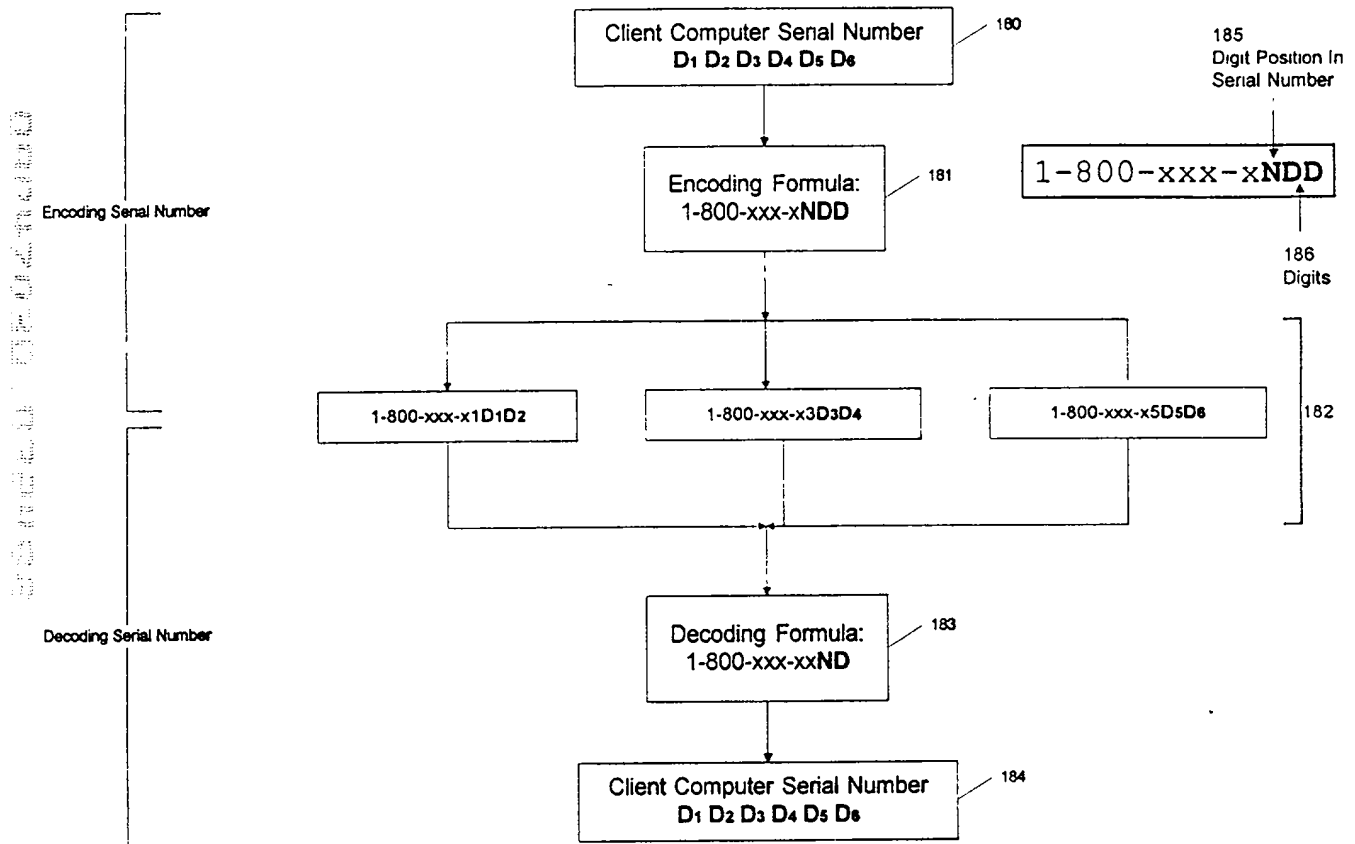 Client Computer Serial Number
D1 D2 D3 D4 D5 D6
180
185
Digit Position In
Serial Number
Encoding Formula:
1-800-xxx-xNDD
181
1-800-xxx-xNDD
Encoding Serial Number
186
Digits
1-800-xxx-x1D1D2
1-800-xxx-x3D3D4
1-800-xxx-x5D5D6
182
Decoding Formula:
1-800-xxx-xxND
183
Decoding Serial Number
Client Computer Serial Number
D1 D2 D3 D4 D5 D6
184